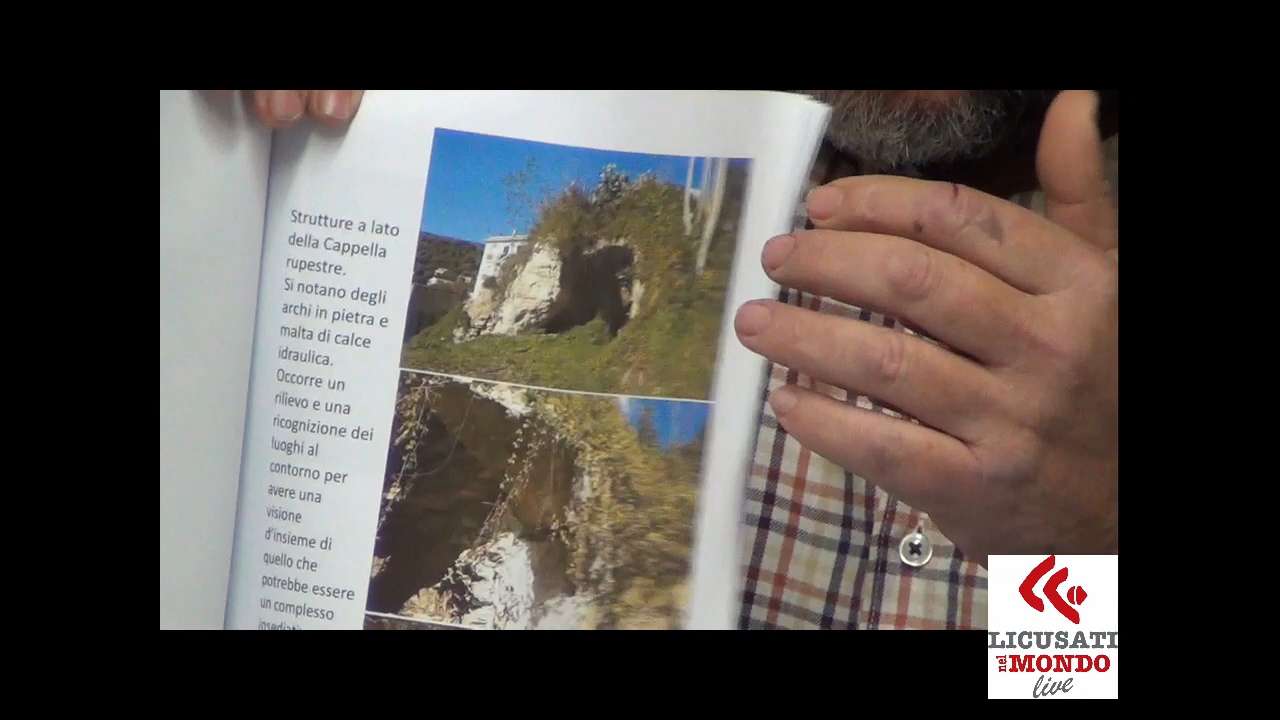 Strutture a lato
della Cappella
rupestre.
Si notano degli
archi in pietra e
malta di calce
idraulica.
Occorre un
rilievo e una
ricognizione dei
luoghi al
contorno per
avere una
visione
d'insieme di
quello che
potrebbe essere
un complesso
LICUSATI
nel MONDO
live